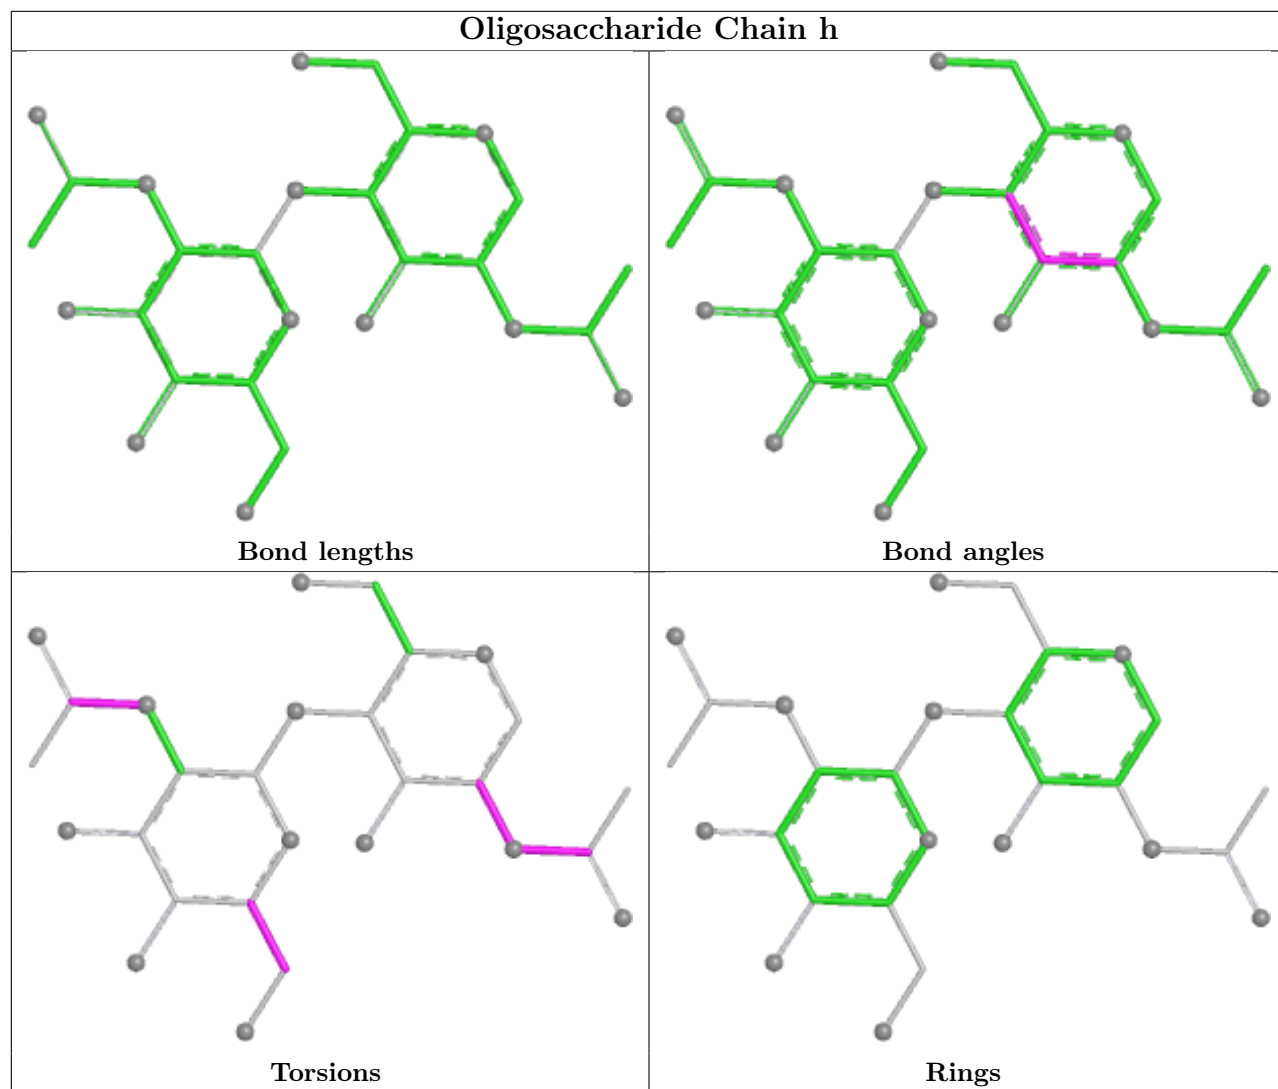 Oligosaccharide Chain h
Bond lengths
Bond angles
Torsions
Rings